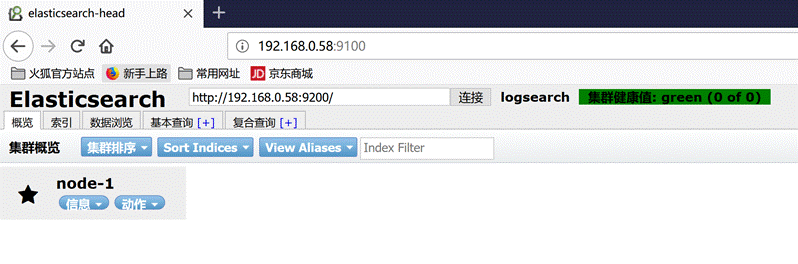 elasticsearch-head
192.168.0.58:9100
火狐官方站点 新手上路 常用网址 JD 京东商城
Elasticsearch http://192.168.0.58:9200/ 连接 logsearch 集群健康值: green (0 of 0)
概览 索引 数据浏览 基本查询 [+] 复合查询 [+]
集群概览 集群排序 Sort Indices View Aliases Index Filter
node-1
信息 动作